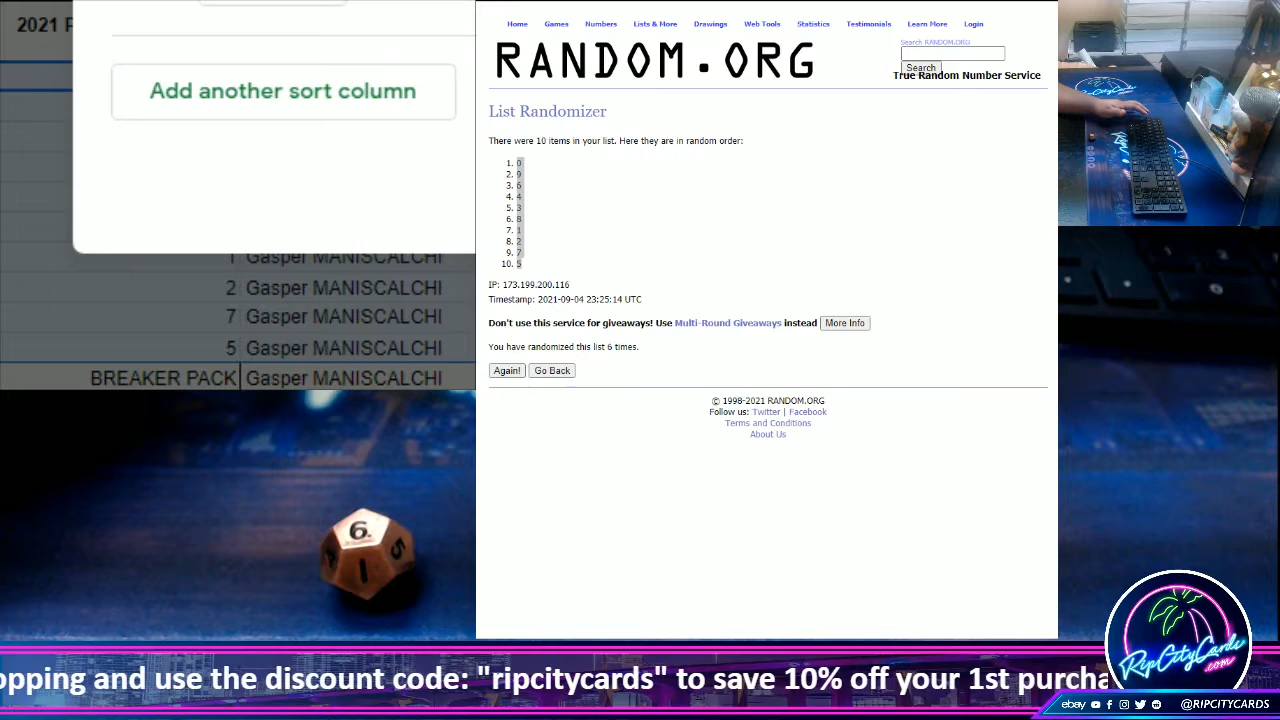 2021
Add another sort column
1 Gasper MANISCALCHI
2 Gasper MANISCALCHI
7 Gasper MANISCALCHI
5 Gasper MANISCALCHI
BREAKER PACK Gasper MANISCALCHI
Home Games Numbers Lists & More Drawings Web Tools Statistics Testimonials Learn More Login
RANDOM.ORG
Search RANDOM.ORG
Search
True Random Number Service
List Randomizer
There were 10 items in your list. Here they are in random order:
1. 0
2. 9
3. 6
4. 4
5. 3
6. 8
7. 1
8. 2
9. 7
10. 5
IP: 173.199.200.116
Timestamp: 2021-09-04 23:25:14 UTC
Don't use this service for giveaways! Use Multi-Round Giveaways instead More Info
You have randomized this list 6 times.
Again! Go Back
© 1998-2021 RANDOM.ORG
Follow us: Twitter | Facebook
Terms and Conditions
About Us
6.
5
1
opping and use the discount code: "ripcitycards" to save 10% off your 1st purcha
RipCityCards
.com
ebay @RIPCITYCARDS